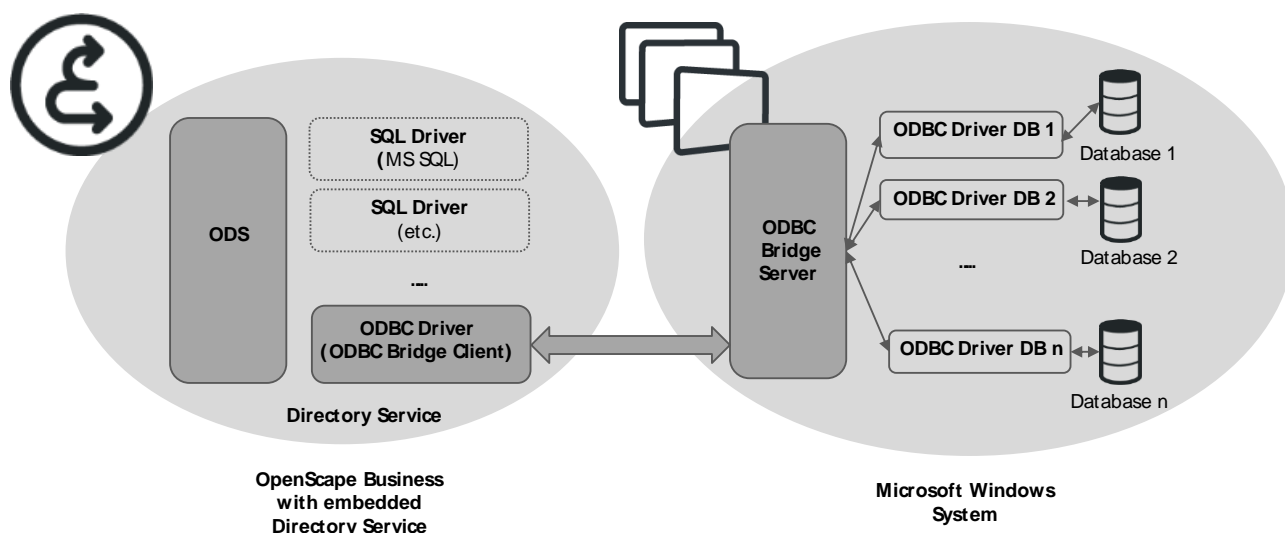 SQL Driver
(MS SQL)
SQL Driver
(etc.)
ODS
.....
ODBC Driver
(ODBC Bridge Client)
Directory Service
OpenScape Business
with embedded
Directory Service
ODBC
Bridge
Server
ODBC Driver DB 1
Database 1
ODBC Driver DB 2
Database 2
.....
ODBC Driver DB n
Database n
Microsoft Windows
System